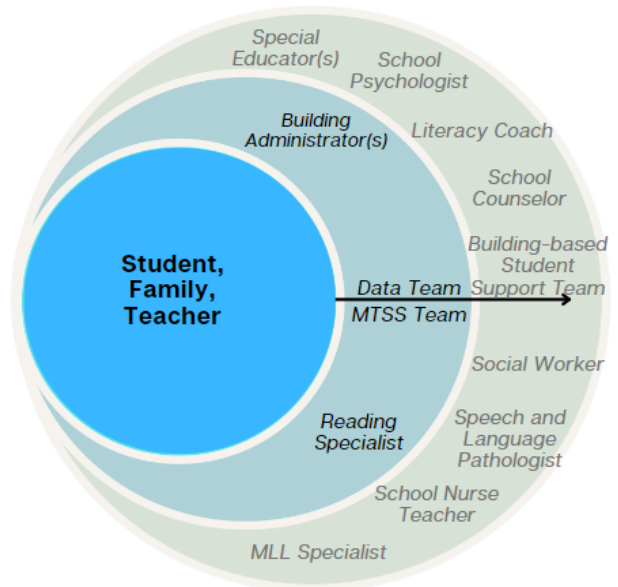 Special
Educator(s)
School
Psychologist
Building
Administrator(s)
Literacy Coach
School
Counselor
Student,
Family,
Teacher
Building-based
Student
Support Team
Data Team
MTSS Team
Social Worker
Reading
Specialist
Speech and
Language
Pathologist
School Nurse
Teacher
MLL Specialist